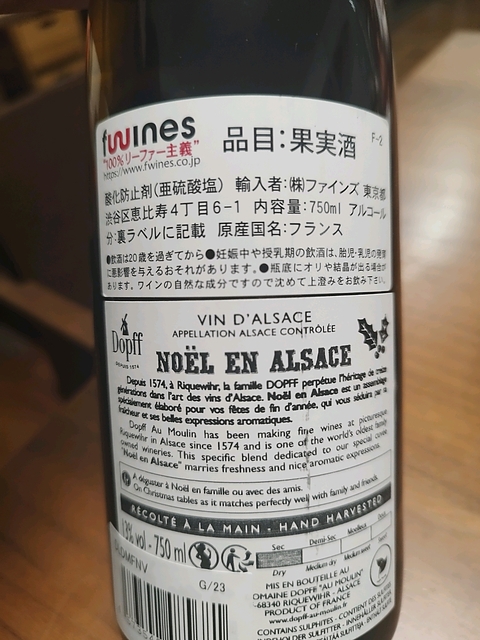 fwines
"100%リーファー主義"
https://www.fwines.co.jp
品目:果実酒
F-2
酸化防止剤(亜硫酸塩) 輸入者:㈱ファインズ 東京都
渋谷区恵比寿4丁目6-1 内容量:750ml アルコール
分:裏ラベルに記載 原産国名:フランス
●飲酒は20歳を過ぎてから●妊娠中や授乳期の飲酒は、胎児・乳児の発育
に悪影響を与えるおそれがあります。●瓶底にオリや結晶が出る場合が
あります。ワインの自然な成分ですので沈めて上澄みをお飲み下さい。
Dopff
DEPUIS 1574
VIN D'ALSACE
APPELLATION ALSACE CONTRÔLÉE
NOËL EN ALSACE
Depuis 1574, à Riquewihr, la famille DOPFF perpétue l'héritage de treize
générations dans l'art des vins d'Alsace. Noël en Alsace est un assemblage
spécialement élaboré pour vos fêtes de fin d'année, qui vous séduira par sa
fraîcheur et ses belles expressions aromatiques.
Dopff Au Moulin has been making fine wines at picturesque
Riquewihr in Alsace since 1574 and is one of the world's oldest family
owned wineries. This specific blend dedicated to our special cuvee
"Noël en Alsace" marries freshness and nice aromatic expressions.
A déguster à Noël en famille ou avec des amis.
On Christmas tables as it matches perfectly well with family and friends.
RÉCOLTÉ À LA MAIN - HAND HARVESTED
13% vol - 750 ml
Sec
Demi-Sec
Moelleux
Doux
Dry
Medium dry
Medium sweet
DMFNV
G/23
MIS EN BOUTEILLE AU
DOMAINE DOPFF "AU MOULIN"
-68340 RIQUEWIHR - ALSACE
PRODUCT OF FRANCE
www.dopff-au-moulin.fr
CONTAINS SULPHITES - CONTIENT DES
INDEHOLDER SULFITTER - INNEHÅLLER